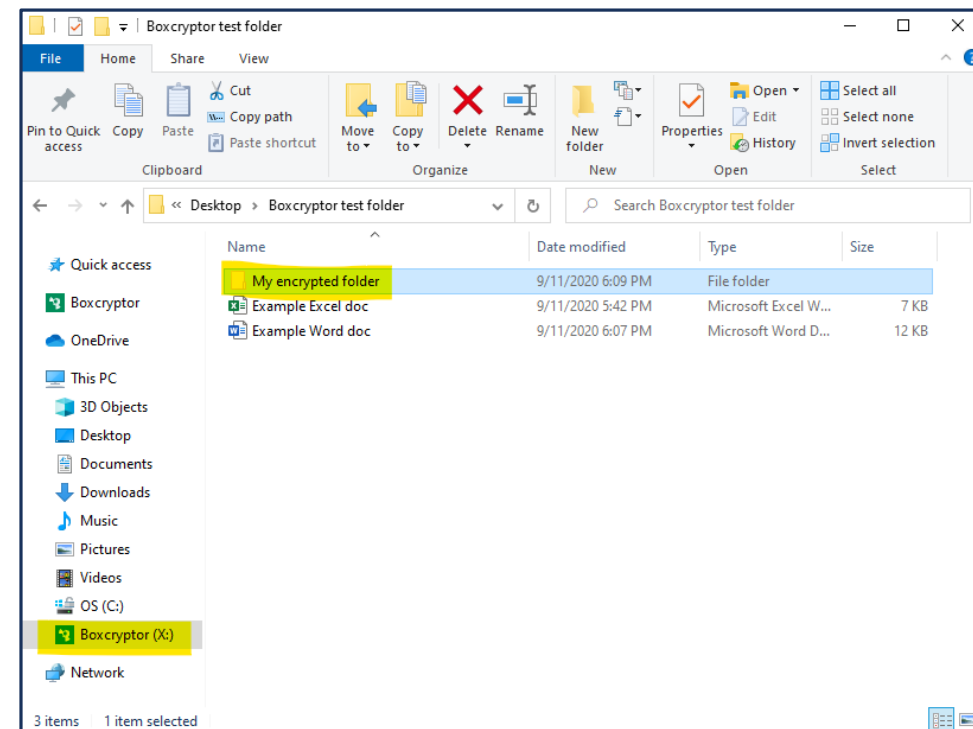 Boxcryptor test folder
File Home Share View
Pin to Quick access
Copy
Paste
Cut
Copy path
Paste shortcut
Clipboard
Move to
Copy to
Delete
Rename
Organize
New folder
New
Properties
Open
Edit
History
Open
Select all
Select none
Invert selection
Select
« Desktop > Boxcryptor test folder
Search Boxcryptor test folder
Name Date modified Type Size
My encrypted folder 9/11/2020 6:09 PM File folder
Example Excel doc 9/11/2020 5:42 PM Microsoft Excel W... 7 KB
Example Word doc 9/11/2020 6:07 PM Microsoft Word D... 12 KB
Quick access
Boxcryptor
OneDrive
This PC
3D Objects
Desktop
Documents
Downloads
Music
Pictures
Videos
OS (C:)
Boxcryptor (X:)
Network
3 items 1 item selected